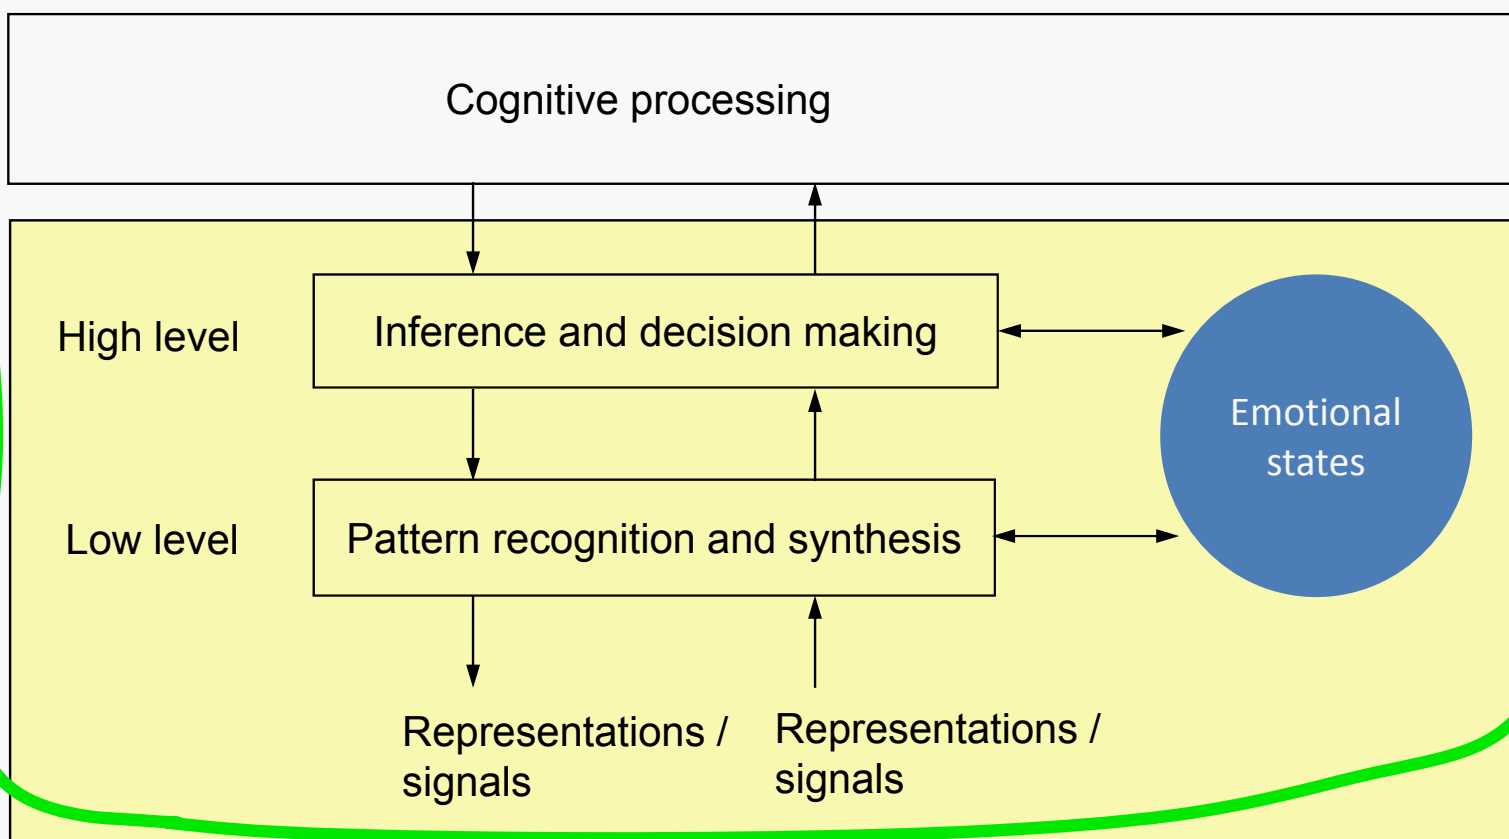 Cognitive processing
High level
Inference and decision making
Emotional
states
Low level
Pattern recognition and synthesis
Representations /
signals
Representations /
signals